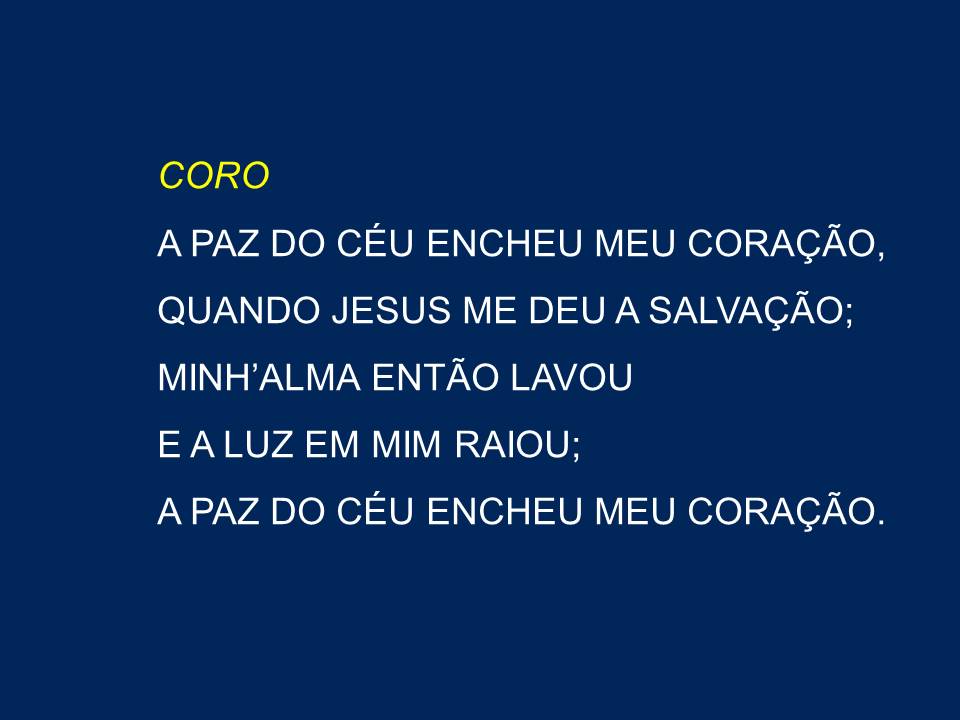 CORO
A PAZ DO CÉU ENCHEU MEU CORAÇÃO,
QUANDO JESUS ME DEU A SALVAÇÃO;
MINH’ALMA ENTÃO LAVOU
E A LUZ EM MIM RAIOU;
A PAZ DO CÉU ENCHEU MEU CORAÇÃO.